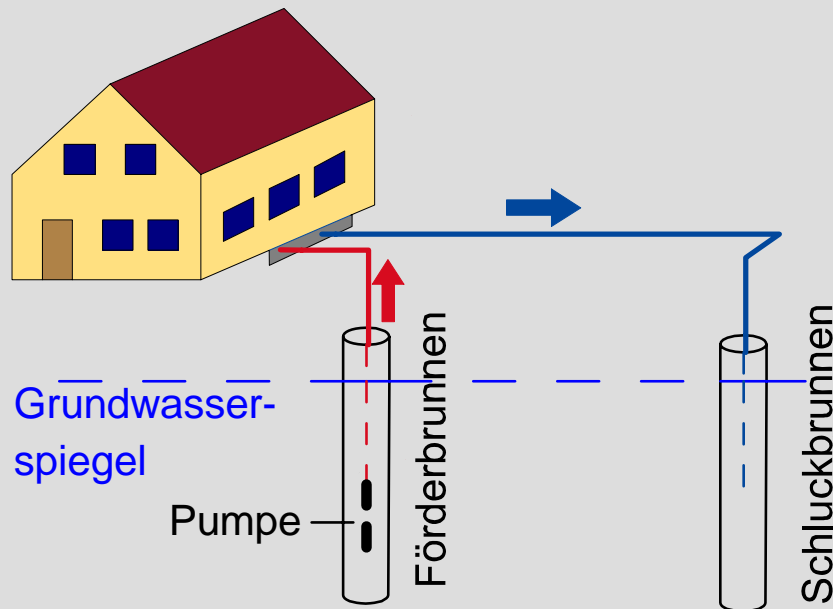 Grundwasser-
spiegel
Pumpe
Förderbrunnen
Schluckbrunnen